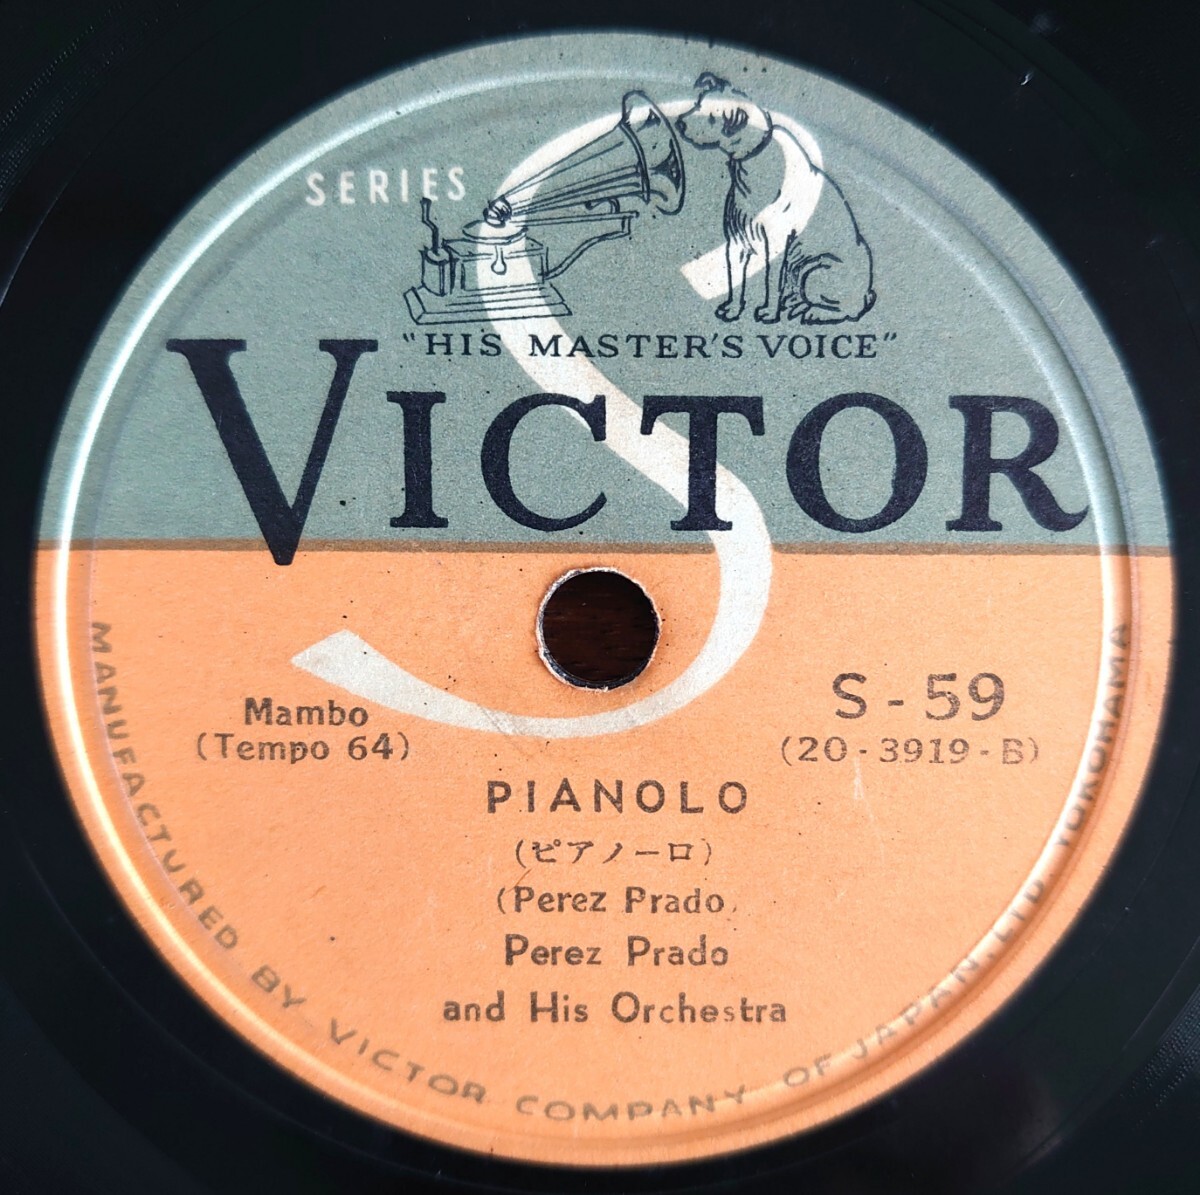 SERIES
S
"HIS MASTER'S VOICE"
VICTOR
Mambo
(Tempo 64)
S - 59
(20 - 3919 - B)
PIANOLO
(ピアノーロ)
(Perez Prado)
Perez Prado
and His Orchestra
MANUFACTURED BY VICTOR COMPANY OF JAPAN, LTD. YOKOHAMA